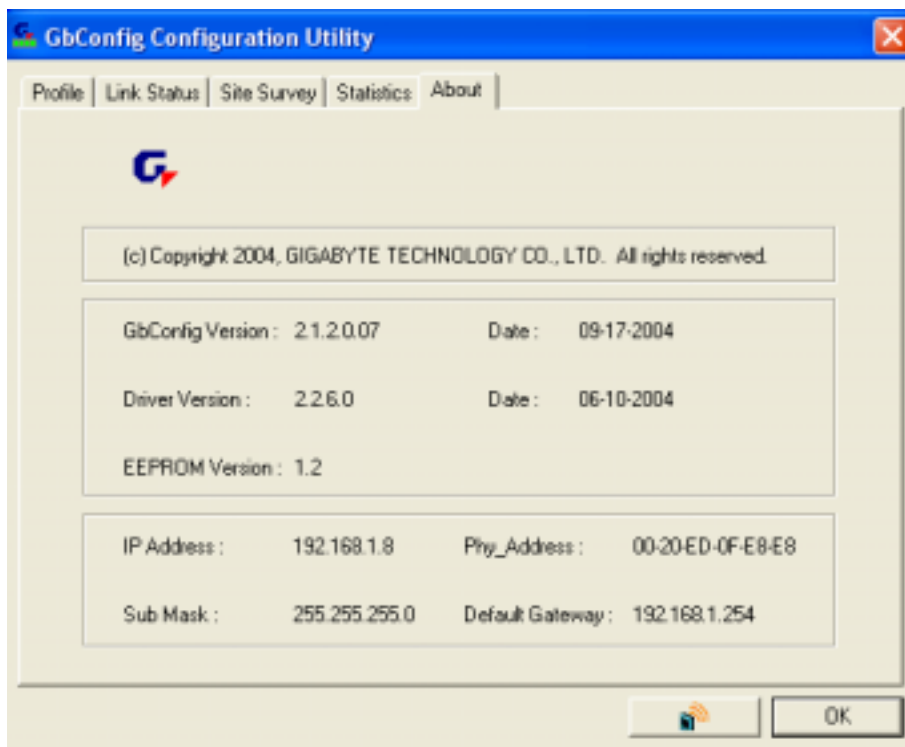 GbConfig Configuration Utility
Profile Link Status Site Survey Statistics About
(c) Copyright 2004, GIGABYTE TECHNOLOGY CO., LTD. All rights reserved.
GbConfig Version : 2.1.2.0.07 Date : 09-17-2004
Driver Version : 2.2.6.0 Date : 06-10-2004
EEPROM Version : 1.2
IP Address : 192.168.1.8 Phy_Address : 00-20-ED-0F-E8-E8
Sub Mask : 255.255.255.0 Default Gateway : 192.168.1.254
OK